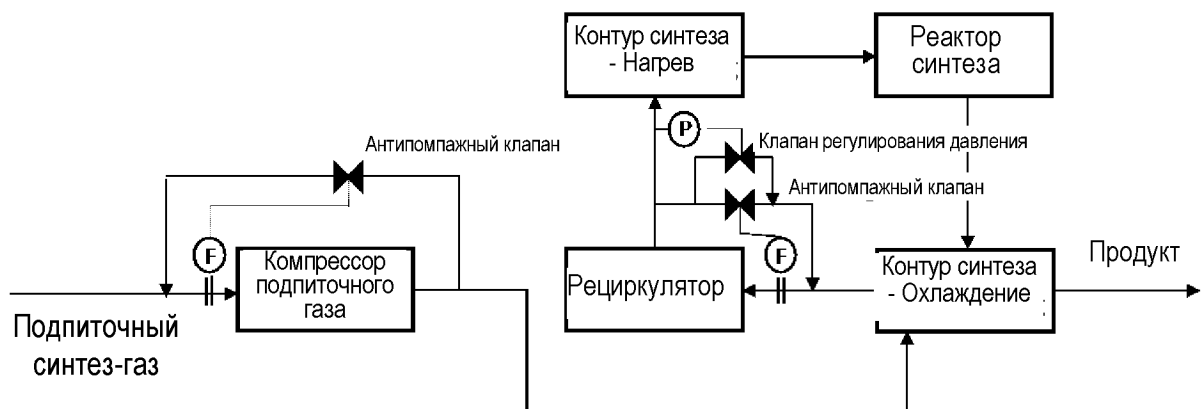 Контур синтеза
- Нагрев
Реактор
синтеза
P
Клапан регулирования давления
Антипомпажный клапан
Антипомпажный клапан
F
Компрессор
подпиточного
газа
Рециркулятор
F
Контур синтеза
- Охлаждение
Продукт
Подпиточный
синтез-газ